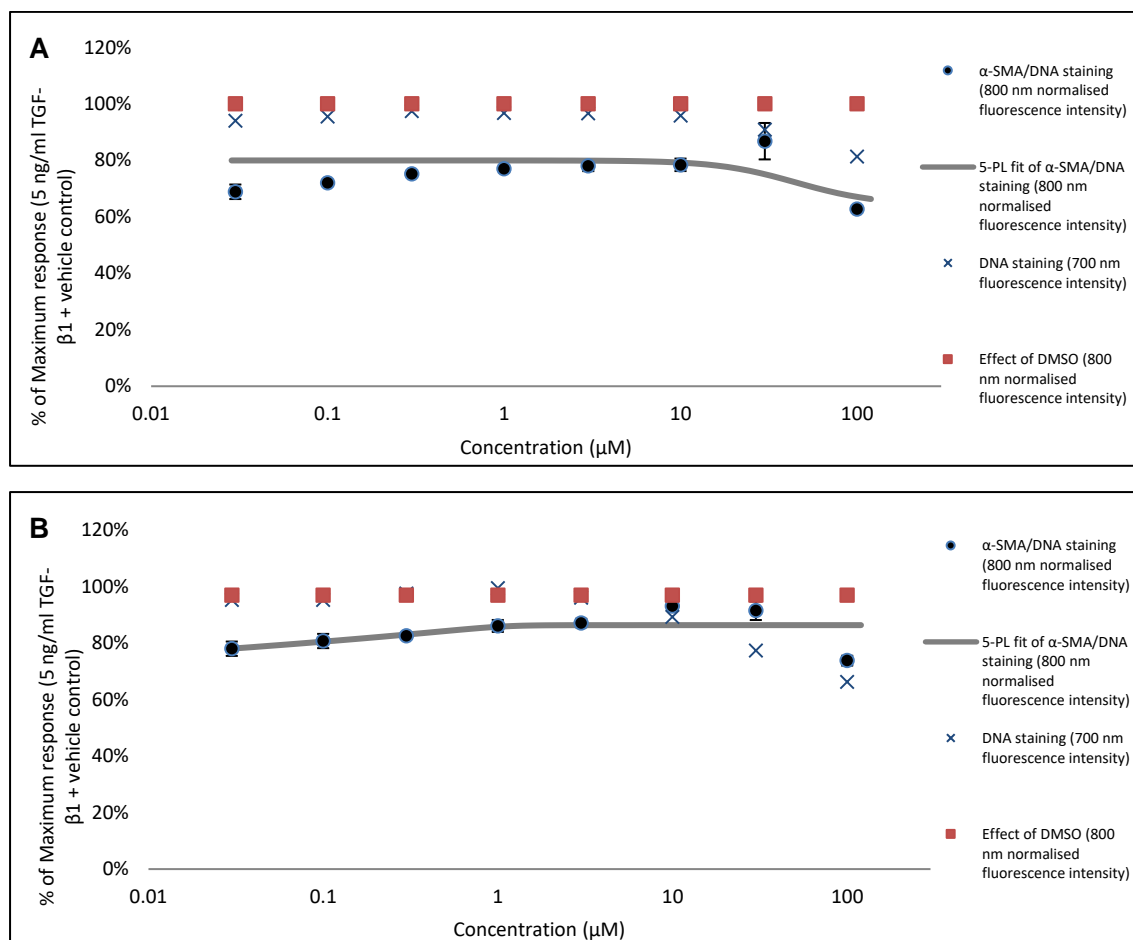 A
120%
100%
80%
60%
40%
20%
0%
0.01
0.1
1
10
100
Concentration (µM)
% of Maximum response (5 ng/ml TGF-
β1 + vehicle control)
α-SMA/DNA staining
(800 nm normalised
fluorescence intensity)
5-PL fit of α-SMA/DNA
staining (800 nm
normalised
fluorescence intensity)
DNA staining (700 nm
fluorescence intensity)
Effect of DMSO (800
nm normalised
fluorescence intensity)
B
120%
100%
80%
60%
40%
20%
0%
0.01
0.1
1
10
100
Concentration (µM)
% of Maximum response (5 ng/ml TGF-
β1 + vehicle control)
α-SMA/DNA staining
(800 nm normalised
fluorescence intensity)
5-PL fit of α-SMA/DNA
staining (800 nm
normalised
fluorescence intensity)
DNA staining (700 nm
fluorescence intensity)
Effect of DMSO (800
nm normalised
fluorescence intensity)